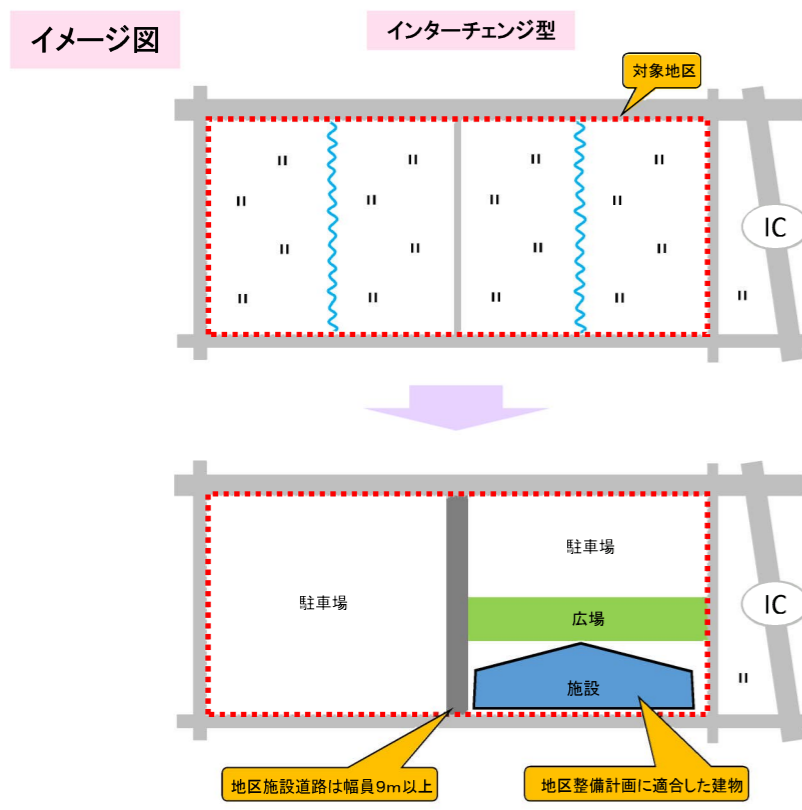 イメージ図
インターチェンジ型
対象地区
IC
駐車場
駐車場
広場
施設
IC
地区施設道路は幅員9m以上
地区整備計画に適合した建物